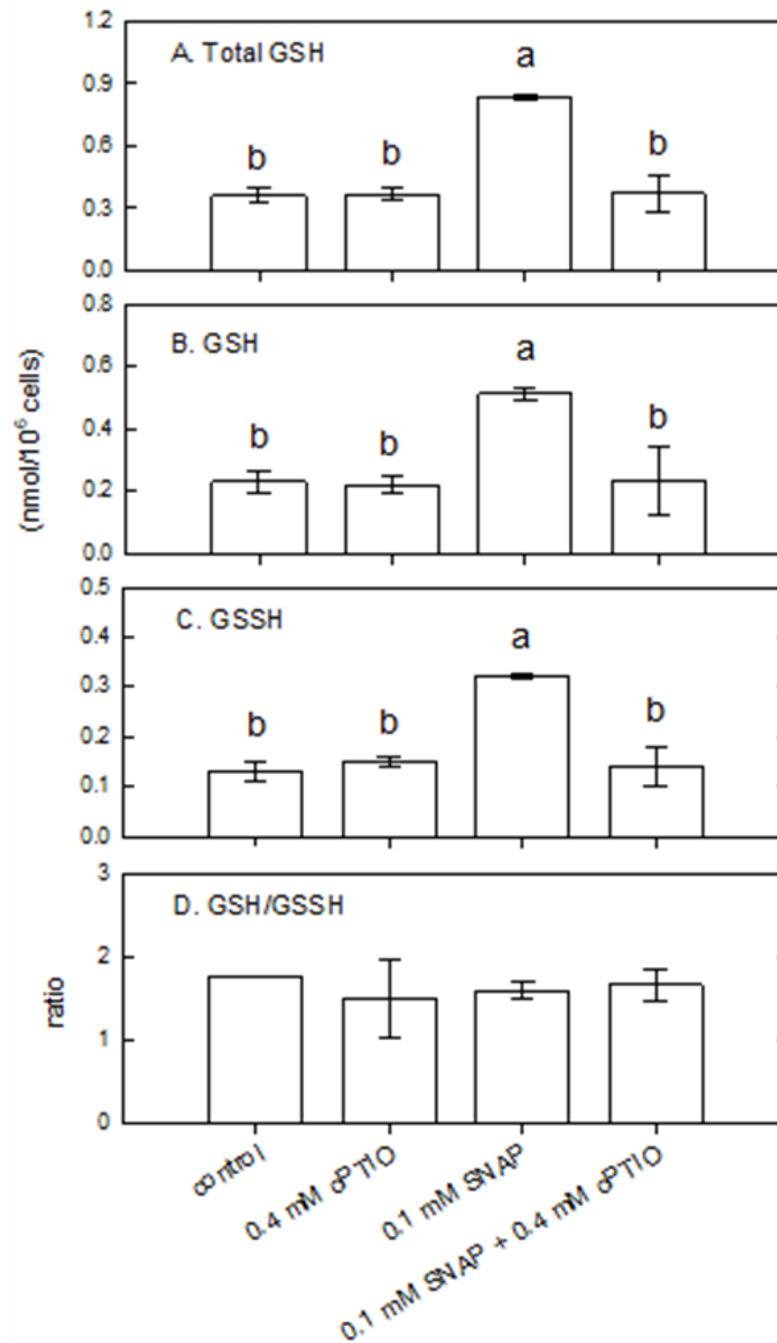 1.2
A. Total GSH
a
0.9
0.6
b
b
b
0.3
0.0
0.8
B. GSH
a
0.6
(nmol/10⁶ cells)
0.4
b
b
b
0.2
0.0
0.5
C. GSSH
0.4
a
0.3
b
b
b
0.2
0.1
0.0
3
D. GSH/GSSH
2
ratio
1
0
control
0.4 mM cPTIO
0.1 mM SNAP
0.1 mM SNAP + 0.4 mM cPTIO